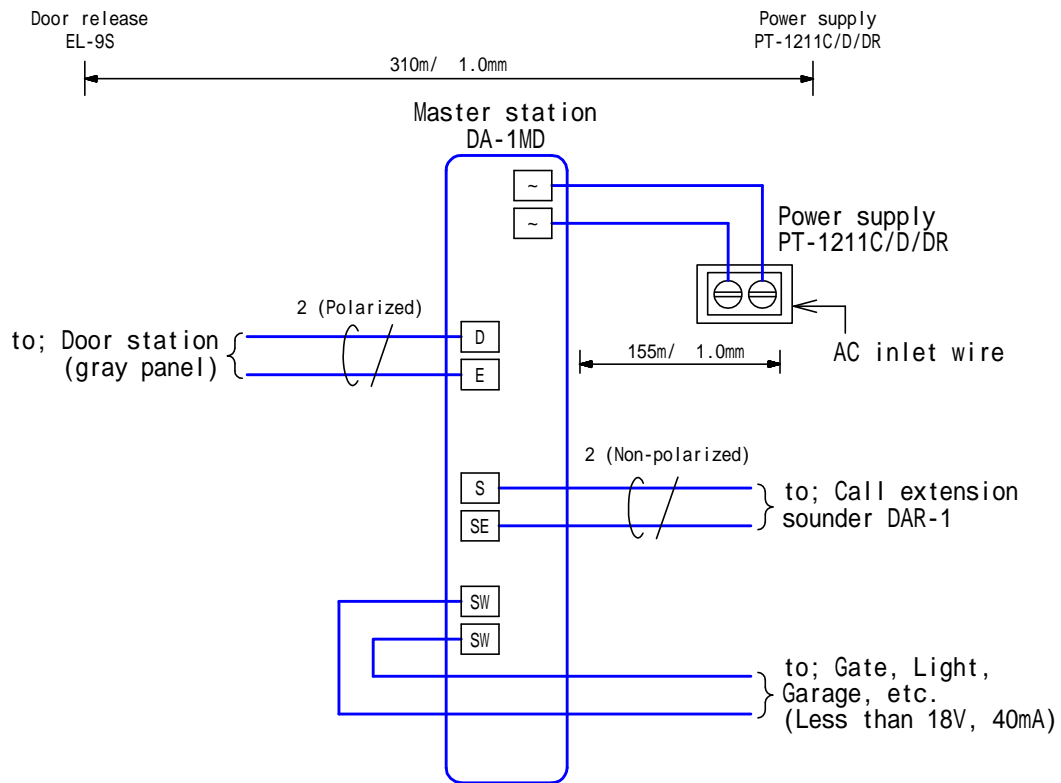 Door release
EL-9S
Power supply
PT-1211C/D/DR
310m/ 1.0mm
Master station
DA-1MD
~
~
Power supply
PT-1211C/D/DR
2 (Polarized)
to; Door station
(gray panel)
D
E
155m/ 1.0mm
AC inlet wire
2 (Non-polarized)
S
SE
to; Call extension
sounder DAR-1
SW
SW
to; Gate, Light,
Garage, etc.
(Less than 18V, 40mA)